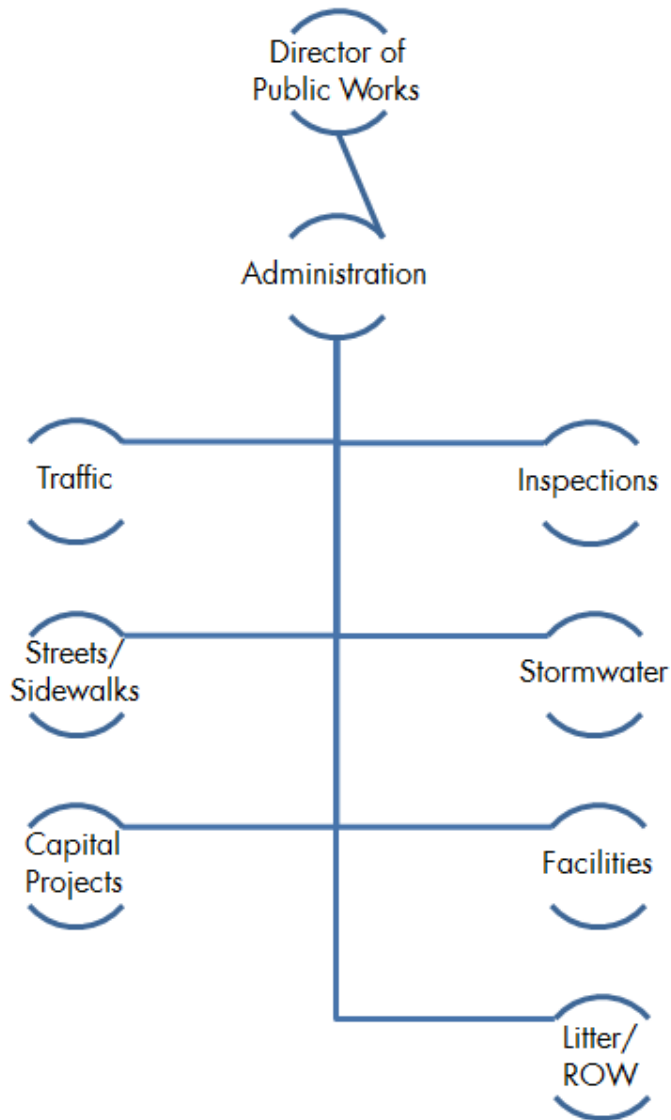 Director of
Public Works
Administration
Traffic
Inspections
Streets/
Sidewalks
Stormwater
Capital
Projects
Facilities
Litter/
ROW